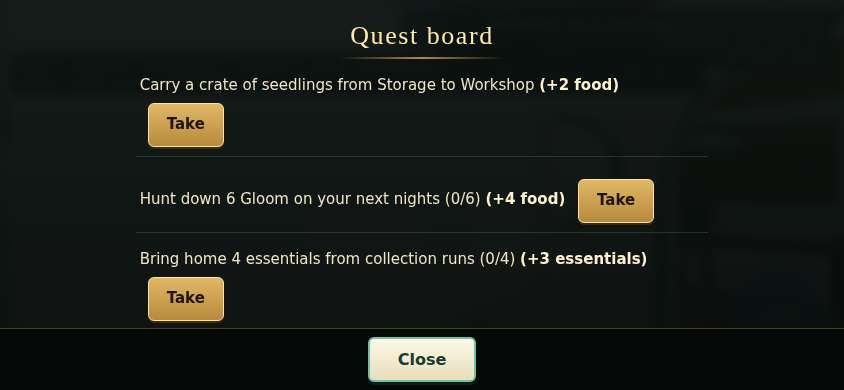 Quest board
Carry a crate of seedlings from Storage to Workshop (+2 food)
Take
Hunt down 6 Gloom on your next nights (0/6) (+4 food) Take
Bring home 4 essentials from collection runs (0/4) (+3 essentials)
Take
Close